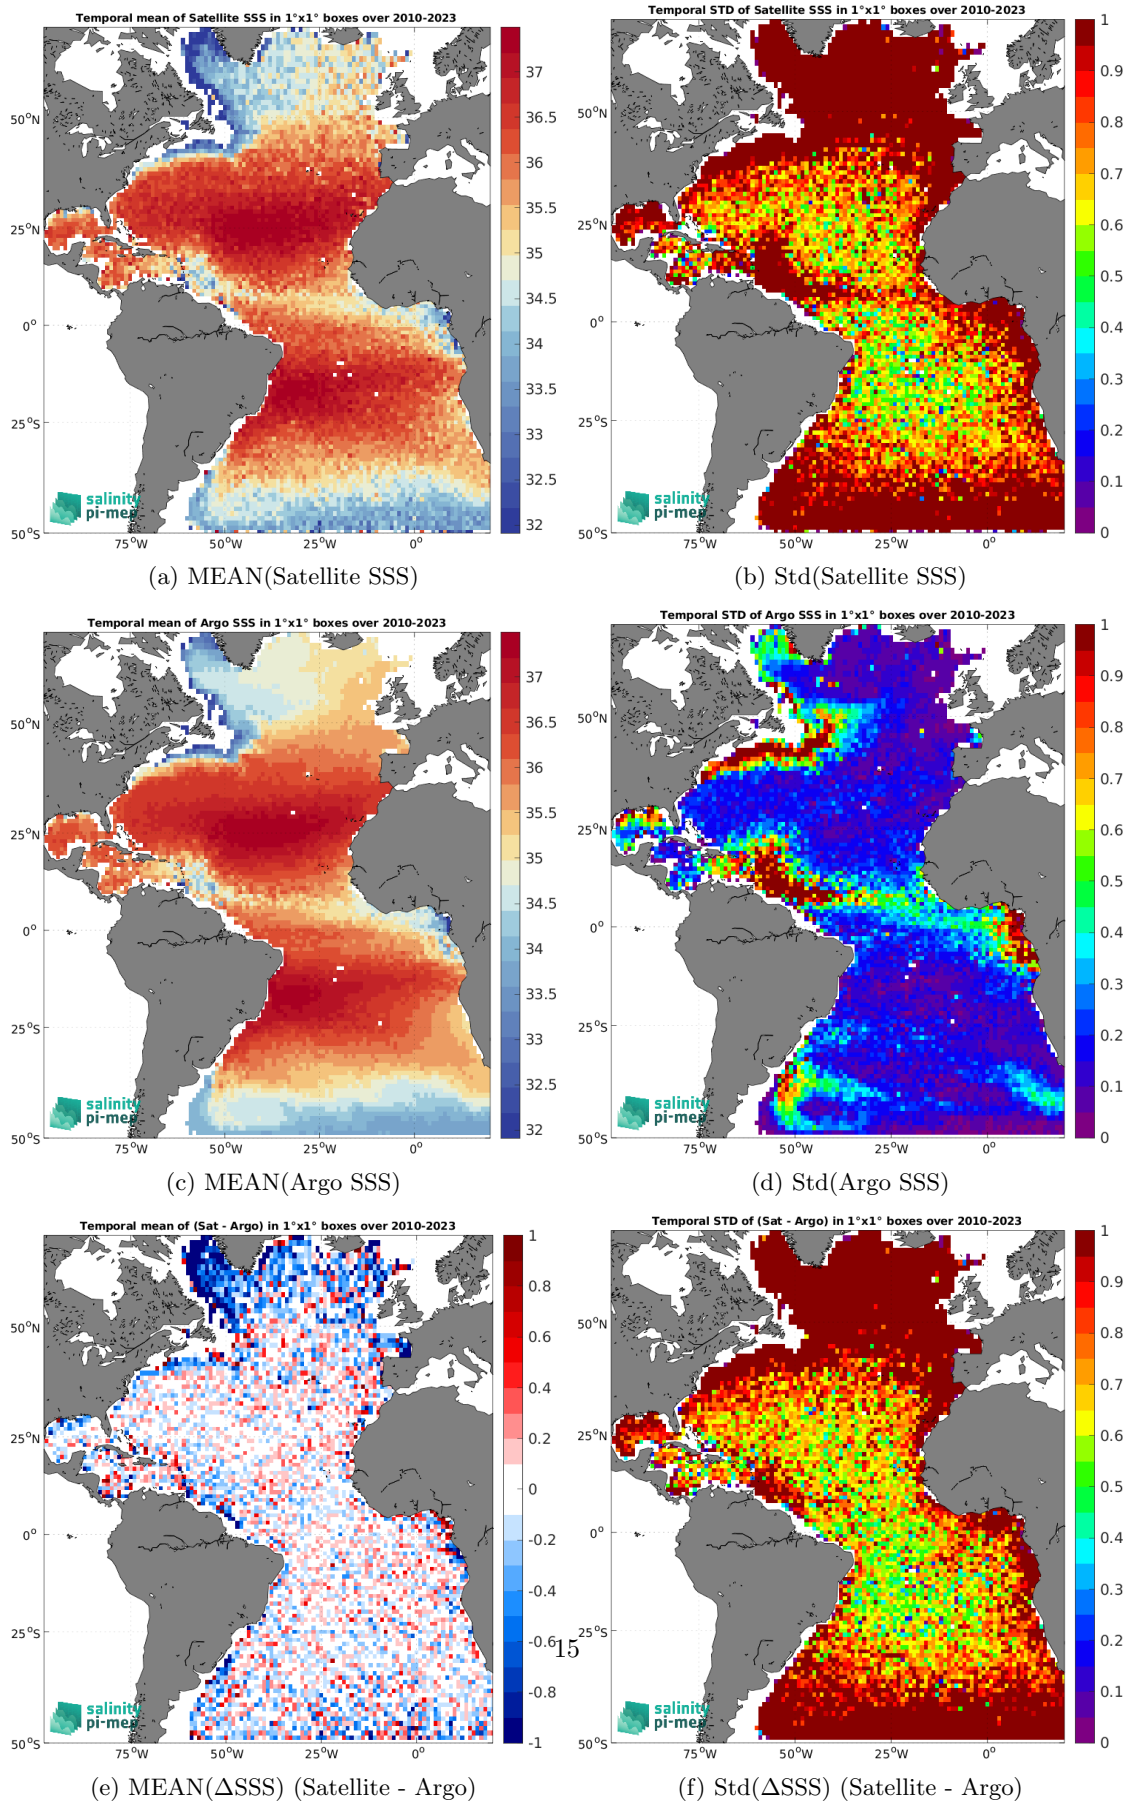 Temporal mean of Satellite SSS in 1°x1° boxes over 2010-2023
50°N
25°N
0°
25°S
50°S
75°W
50°W
25°W
0°
37
36.5
36
35.5
35
34.5
34
33.5
33
32.5
32
salinity
pi-mep
(a) MEAN(Satellite SSS)
Temporal STD of Satellite SSS in 1°x1° boxes over 2010-2023
50°N
25°N
0°
25°S
50°S
75°W
50°W
25°W
0°
1
0.9
0.8
0.7
0.6
0.5
0.4
0.3
0.2
0.1
0
salinity
pi-mep
(b) Std(Satellite SSS)
Temporal mean of Argo SSS in 1°x1° boxes over 2010-2023
50°N
25°N
0°
25°S
50°S
75°W
50°W
25°W
0°
37
36.5
36
35.5
35
34.5
34
33.5
33
32.5
32
salinity
pi-mep
(c) MEAN(Argo SSS)
Temporal STD of Argo SSS in 1°x1° boxes over 2010-2023
50°N
25°N
0°
25°S
50°S
75°W
50°W
25°W
0°
1
0.9
0.8
0.7
0.6
0.5
0.4
0.3
0.2
0.1
0
salinity
pi-mep
(d) Std(Argo SSS)
Temporal mean of (Sat - Argo) in 1°x1° boxes over 2010-2023
50°N
25°N
0°
25°S
50°S
75°W
50°W
25°W
0°
1
0.8
0.6
0.4
0.2
0
-0.2
-0.4
-0.6
-0.8
-1
salinity
pi-mep
(e) MEAN(ΔSSS) (Satellite - Argo)
Temporal STD of (Sat - Argo) in 1°x1° boxes over 2010-2023
50°N
25°N
0°
25°S
50°S
75°W
50°W
25°W
0°
1
0.9
0.8
0.7
0.6
0.5
0.4
0.3
0.2
0.1
0
salinity
pi-mep
(f) Std(ΔSSS) (Satellite - Argo)
15